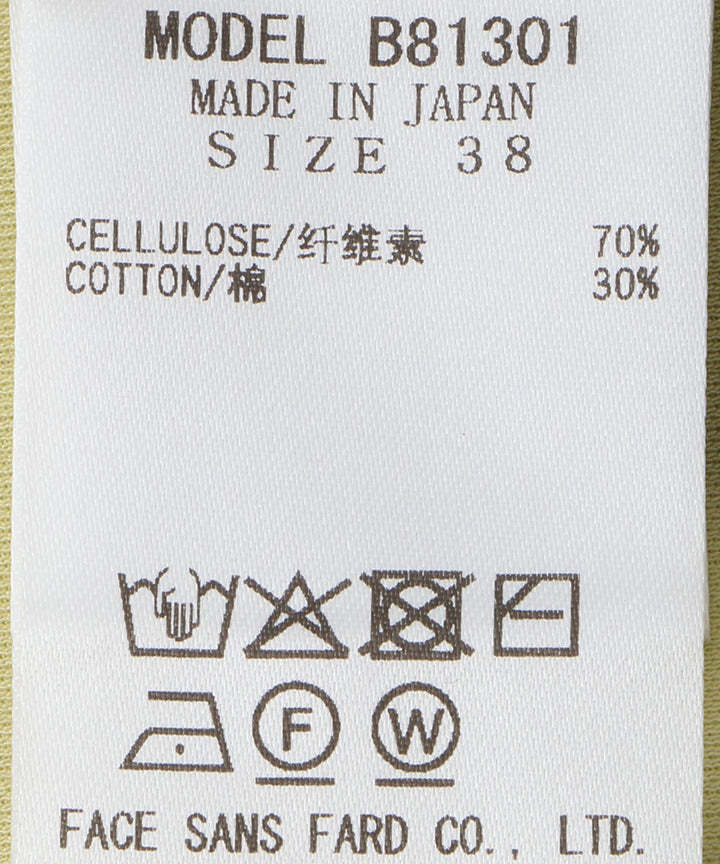 MODEL B81301
MADE IN JAPAN
SIZE 38
CELLULOSE/纤维素 70%
COTTON/棉 30%
F W
FACE SANS FARD CO., LTD.